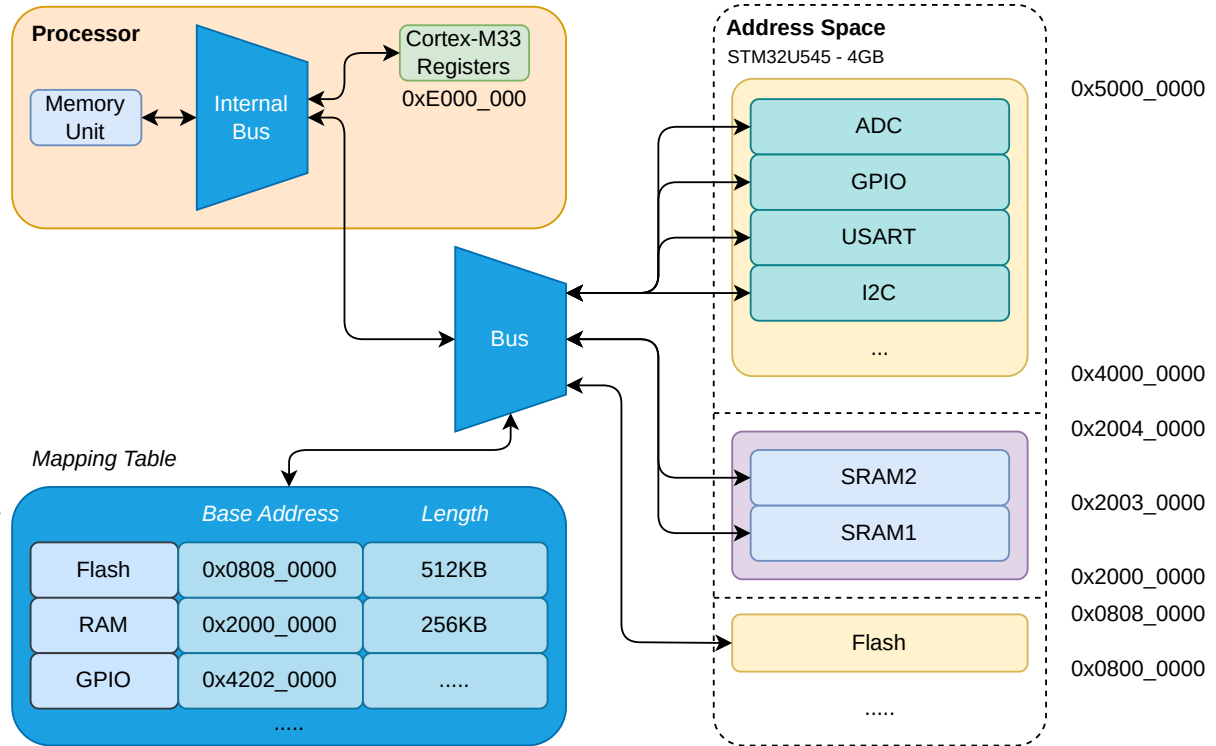 Processor
Memory
Unit
Internal
Bus
Cortex-M33
Registers
0xE000_000
Bus
Mapping Table
Base Address
Length
Flash
0x0808_0000
512KB
RAM
0x2000_0000
256KB
GPIO
0x4202_0000
.....
.....
Address Space
STM32U545 - 4GB
ADC
GPIO
USART
I2C
...
SRAM2
SRAM1
Flash
.....
0x5000_0000
0x4000_0000
0x2004_0000
0x2003_0000
0x2000_0000
0x0808_0000
0x0800_0000